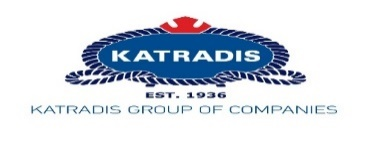 KATRADIS
EST. 1936
KATRADIS GROUP OF COMPANIES